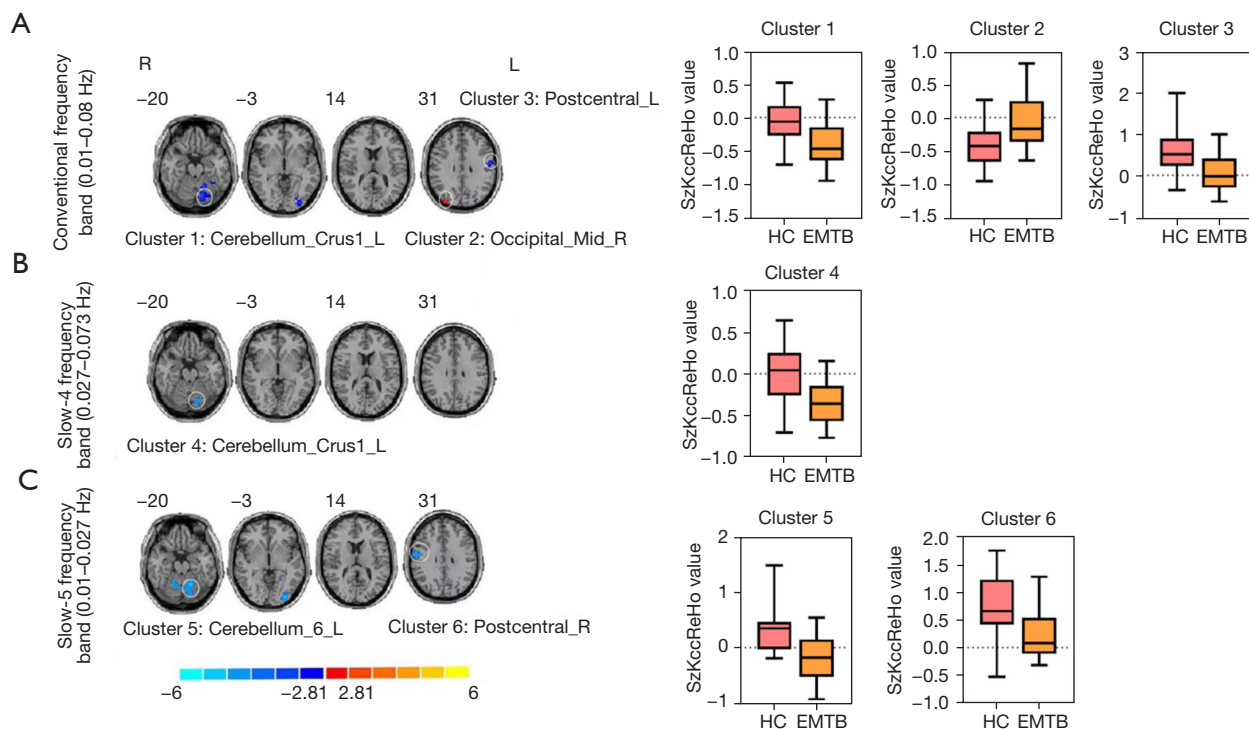 A
Conventional frequency
band (0.01–0.08 Hz)
R
L
−20
−3
14
31
Cluster 3: Postcentral_L
Cluster 1: Cerebellum_Crus1_L
Cluster 2: Occipital_Mid_R
Cluster 1
SzKccReHo value
1.0
0.5
0.0
−0.5
−1.0
−1.5
HC EMTB
Cluster 2
SzKccReHo value
1.0
0.5
0.0
−0.5
−1.0
−1.5
HC EMTB
Cluster 3
SzKccReHo value
3
2
1
0
−1
HC EMTB
B
Slow-4 frequency
band (0.027–0.073 Hz)
−20
−3
14
31
Cluster 4: Cerebellum_Crus1_L
Cluster 4
SzKccReHo value
1.0
0.5
0.0
−0.5
−1.0
HC EMTB
C
Slow-5 frequency
band (0.01–0.027 Hz)
−20
−3
14
31
Cluster 5: Cerebellum_6_L
Cluster 6: Postcentral_R
−6
−2.81
2.81
6
Cluster 5
SzKccReHo value
2
1
0
−1
HC EMTB
Cluster 6
SzKccReHo value
2.0
1.5
1.0
0.5
0.0
−0.5
−1.0
HC EMTB